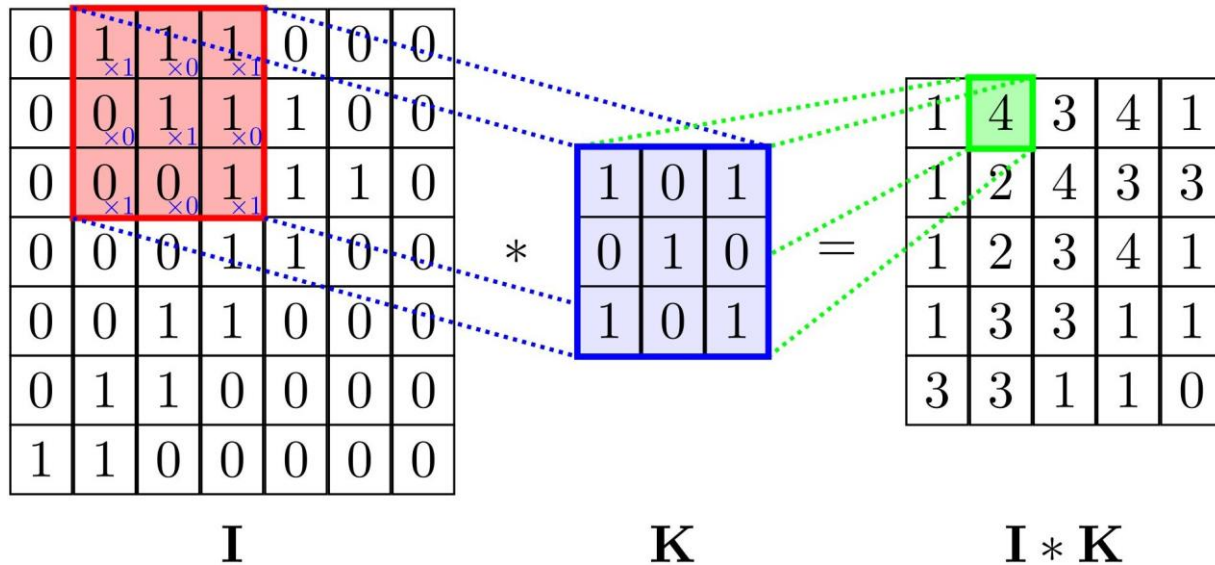 0 1 1 1 0 0 0
×1 ×0 ×1
0 0 1 1 1 0 0
×0 ×1 ×0
0 0 0 1 1 1 0
×1 ×0 ×1
0 0 0 1 1 0 0
0 0 1 1 0 0 0
0 1 1 0 0 0 0
1 1 0 0 0 0 0
I
*
1 0 1
0 1 0
1 0 1
K
=
1 4 3 4 1
1 2 4 3 3
1 2 3 4 1
1 3 3 1 1
3 3 1 1 0
I * K